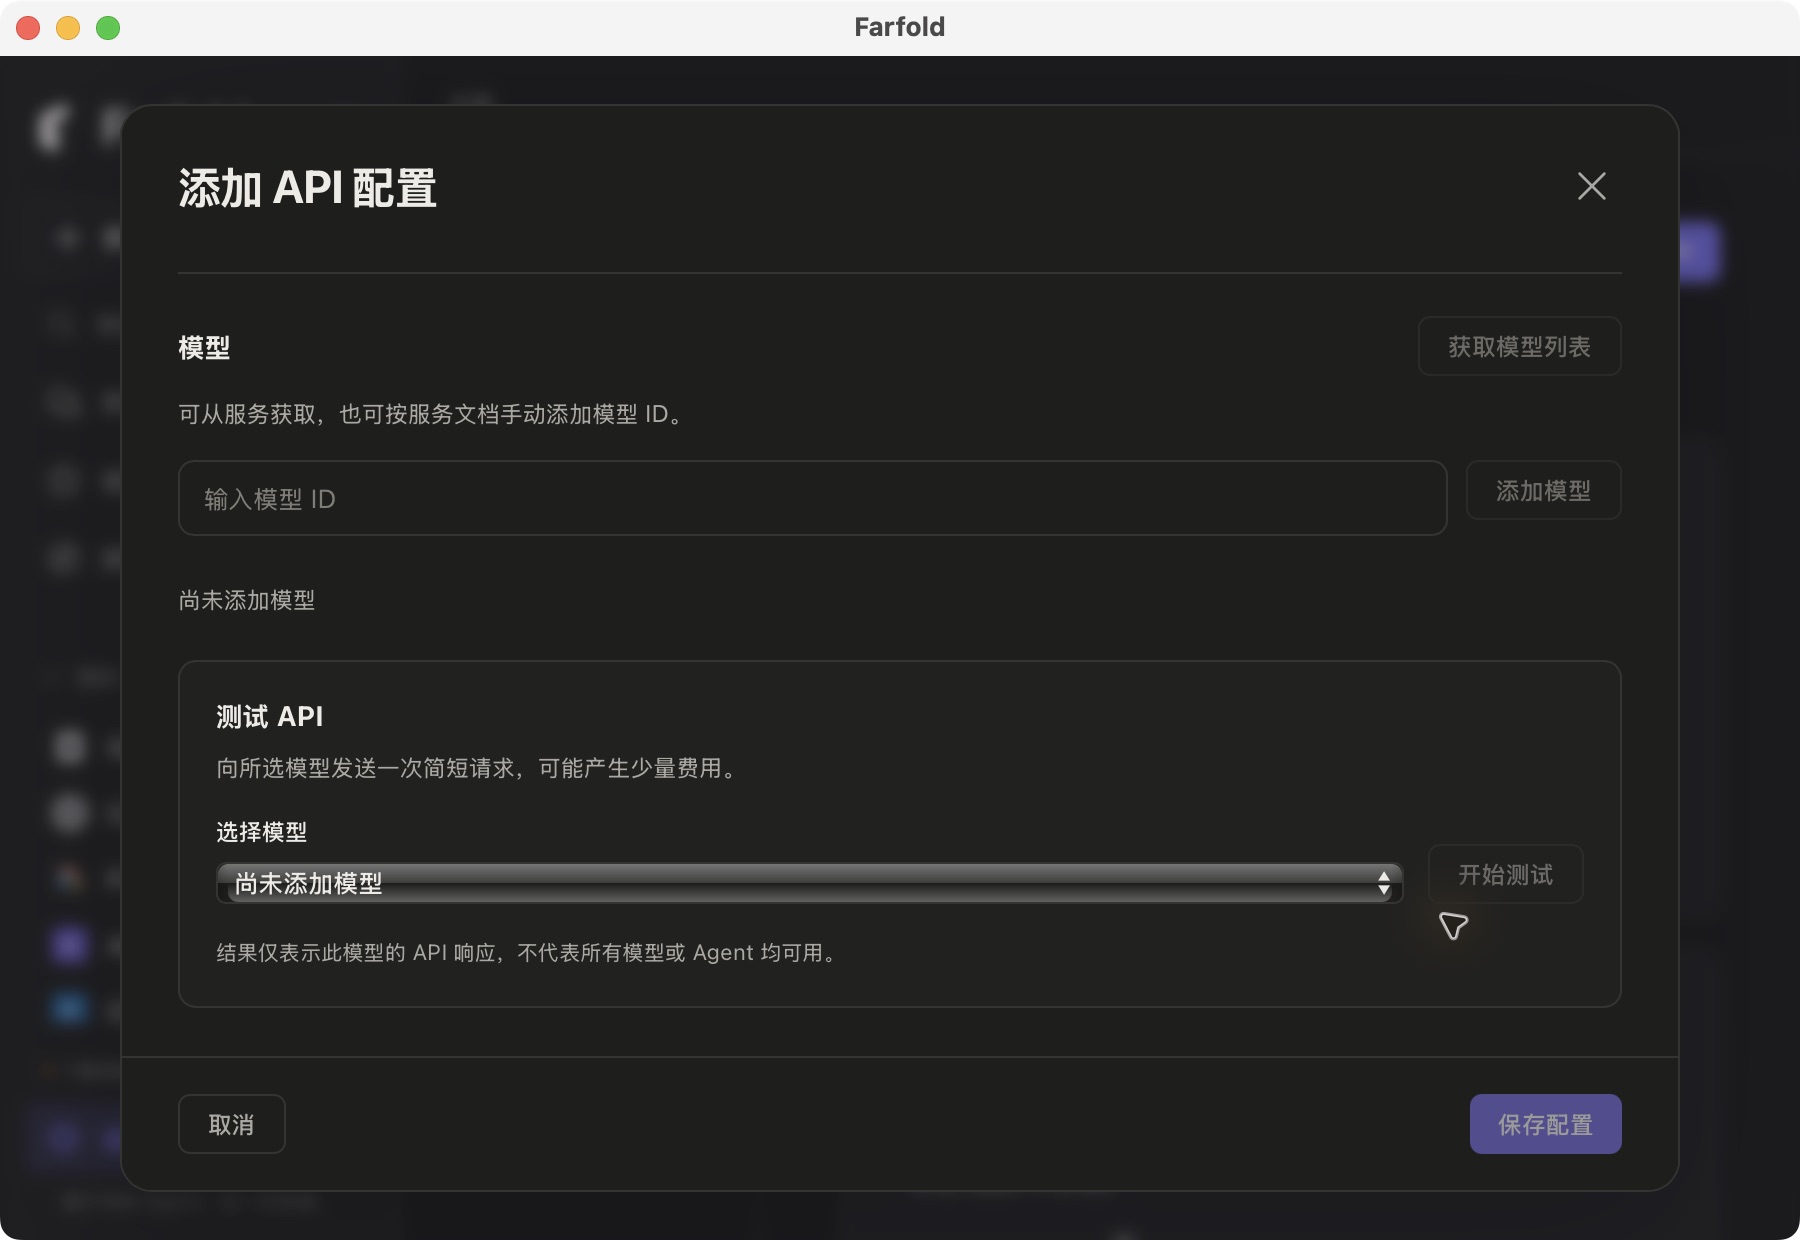 Farfold
添加 API 配置
模型
获取模型列表
可从服务获取，也可按服务文档手动添加模型 ID。
输入模型 ID
添加模型
尚未添加模型
测试 API
向所选模型发送一次简短请求，可能产生少量费用。
选择模型
尚未添加模型
开始测试
结果仅表示此模型的 API 响应，不代表所有模型或 Agent 均可用。
取消
保存配置